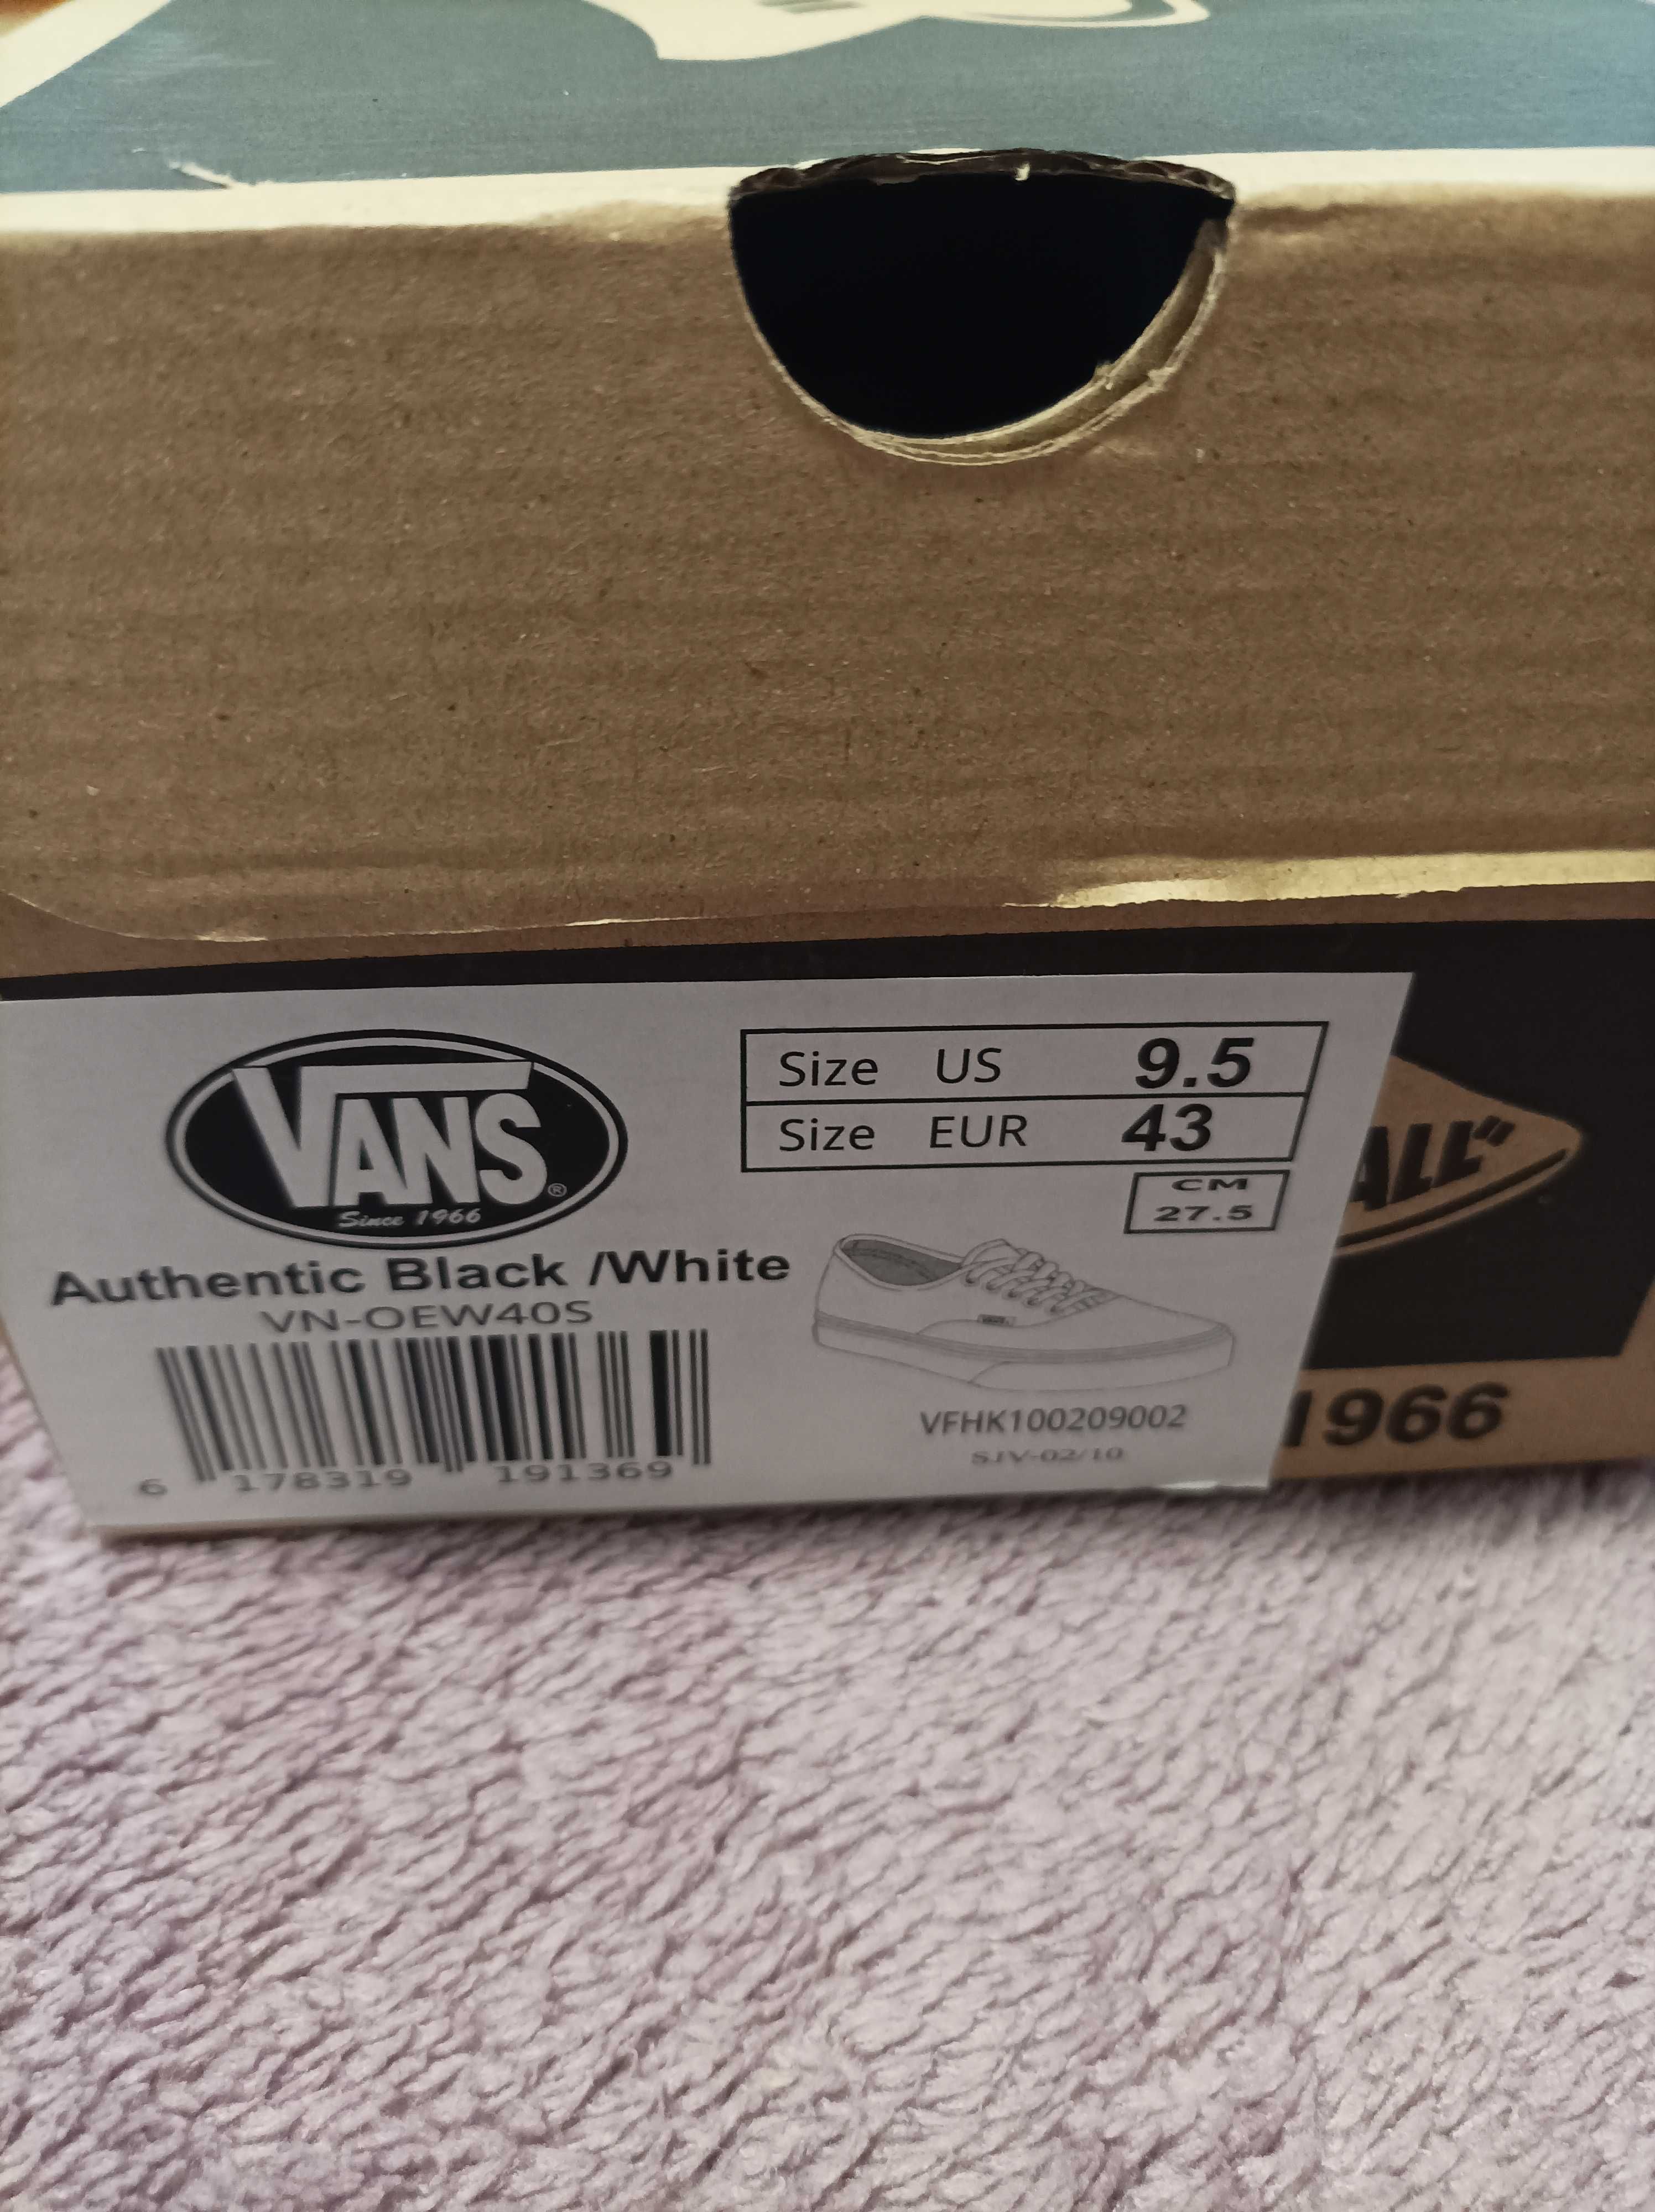 VANS®
Since 1966
Size US 9.5
Size EUR 43
CM
27.5
ALL"
Authentic Black /White
VN-OEW40S
6 178319 191369
VFHK100209002
SJV-02/10
1966